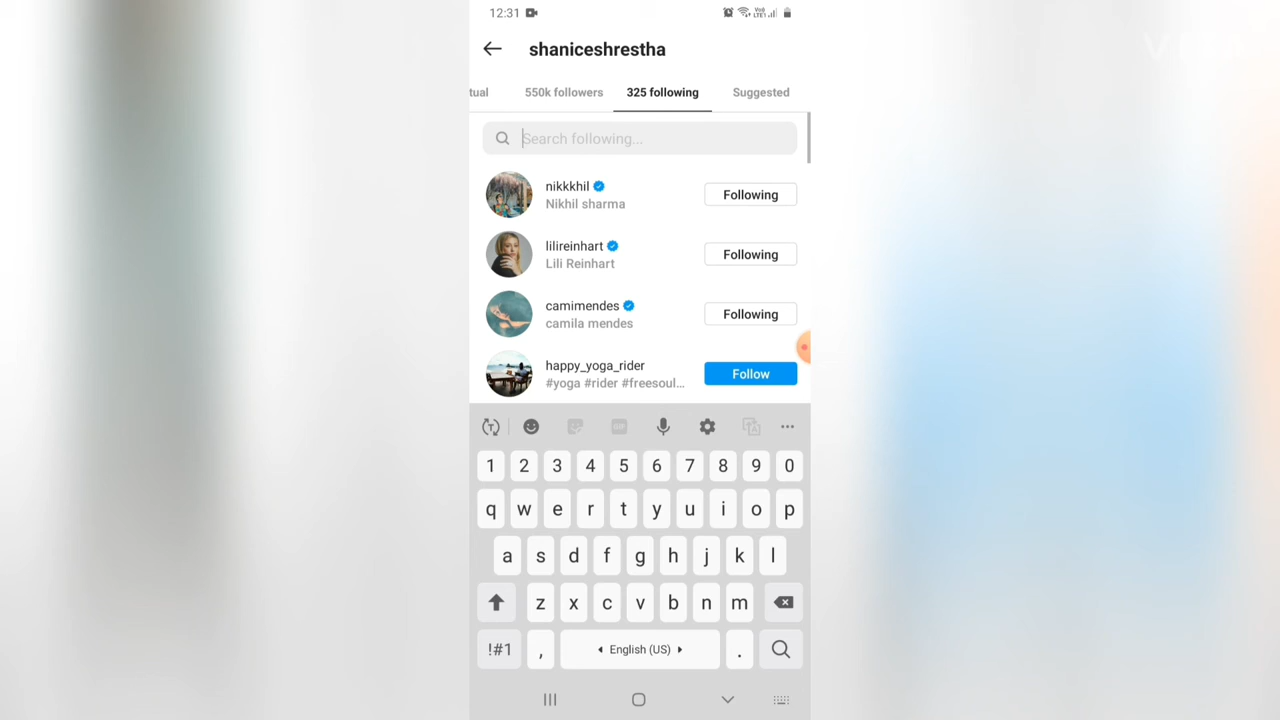 12:31
shaniceshrestha
tual 550k followers 325 following Suggested
Search following...
nikkkhil
Nikhil sharma
Following
lilireinhart
Lili Reinhart
Following
camimendes
camila mendes
Following
happy_yoga_rider
#yoga #rider #freesoul...
Follow
GIF
1 2 3 4 5 6 7 8 9 0
q w e r t y u i o p
a s d f g h j k l
z x c v b n m
!#1 , English (US) .